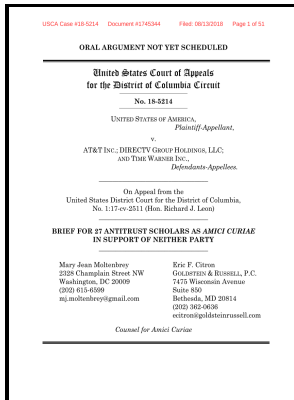 USCA Case #18-5214 Document #1745344 Filed: 08/13/2018 Page 1 of 51
ORAL ARGUMENT NOT YET SCHEDULED
United States Court of Appeals
for the District of Columbia Circuit
No. 18-5214
UNITED STATES OF AMERICA,
Plaintiff-Appellant,
v.
AT&T INC.; DIRECTV GROUP HOLDINGS, LLC;
AND TIME WARNER INC.,
Defendants-Appellees.
On Appeal from the
United States District Court for the District of Columbia,
No. 1:17-cv-2511 (Hon. Richard J. Leon)
BRIEF FOR 27 ANTITRUST SCHOLARS AS AMICI CURIAE
IN SUPPORT OF NEITHER PARTY
Mary Jean Moltenbrey
2328 Champlain Street NW
Washington, DC 20009
(202) 615-6599
mj.moltenbrey@gmail.com
Eric F. Citron
GOLDSTEIN & RUSSELL, P.C.
7475 Wisconsin Avenue
Suite 850
Bethesda, MD 20814
(202) 362-0636
ecitron@goldsteinrussell.com
Counsel for Amici Curiae